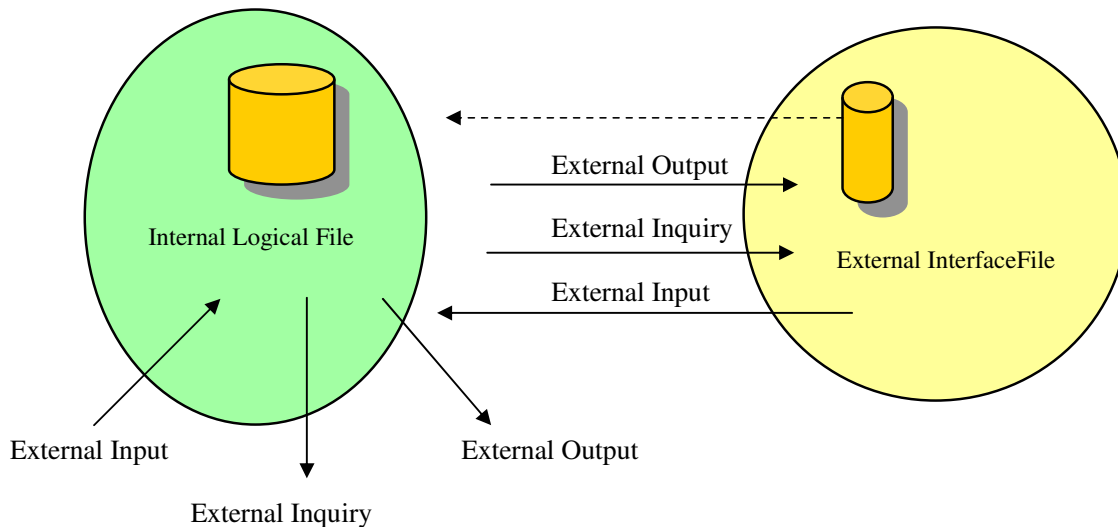 External Output
Internal Logical File
External Inquiry
External InterfaceFile
External Input
External Input
External Output
External Inquiry